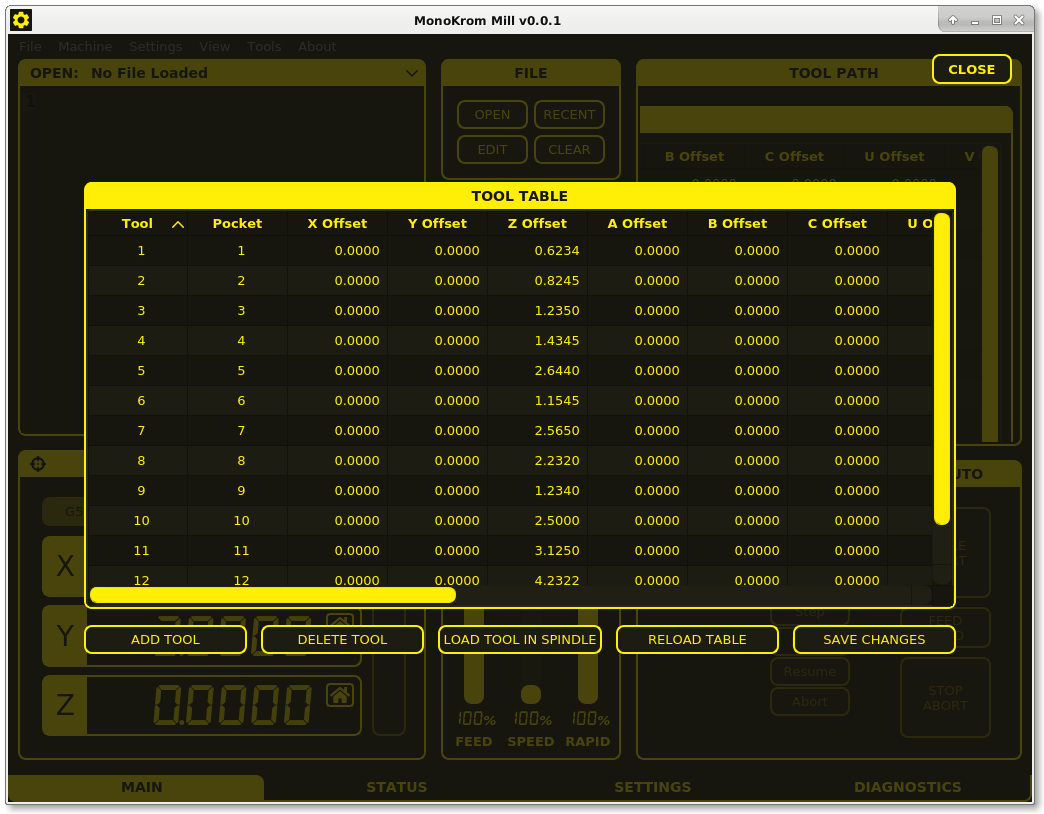 MonoKrom Mill v0.0.1
File Machine Settings View Tools About
OPEN: No File Loaded
FILE
TOOL PATH
CLOSE
1
OPEN RECENT
EDIT CLEAR
B Offset C Offset U Offset V
0.0000 0.0000 0.0000
TOOL TABLE
Tool Pocket X Offset Y Offset Z Offset A Offset B Offset C Offset U O
1 1 0.0000 0.0000 0.6234 0.0000 0.0000 0.0000
2 2 0.0000 0.0000 0.8245 0.0000 0.0000 0.0000
3 3 0.0000 0.0000 1.2350 0.0000 0.0000 0.0000
4 4 0.0000 0.0000 1.4345 0.0000 0.0000 0.0000
5 5 0.0000 0.0000 2.6440 0.0000 0.0000 0.0000
6 6 0.0000 0.0000 1.1545 0.0000 0.0000 0.0000
7 7 0.0000 0.0000 2.5650 0.0000 0.0000 0.0000
8 8 0.0000 0.0000 2.2320 0.0000 0.0000 0.0000
9 9 0.0000 0.0000 1.2340 0.0000 0.0000 0.0000
10 10 0.0000 0.0000 2.5000 0.0000 0.0000 0.0000
11 11 0.0000 0.0000 3.1250 0.0000 0.0000 0.0000
12 12 0.0000 0.0000 4.2322 0.0000 0.0000 0.0000
UTO
G5
X
Y
Step
FEED
ADD TOOL DELETE TOOL LOAD TOOL IN SPINDLE RELOAD TABLE SAVE CHANGES
Resume
Abort
STOP
ABORT
Z 0.0000
100% 100% 100%
FEED SPEED RAPID
MAIN STATUS SETTINGS DIAGNOSTICS